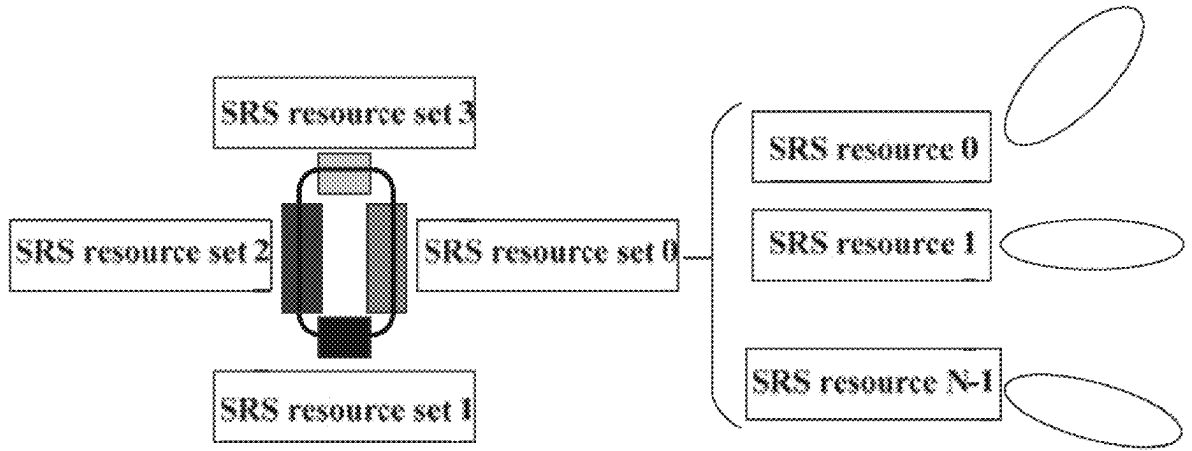 SRS resource set 3
SRS resource set 2
SRS resource set 0
SRS resource set 1
SRS resource 0
SRS resource 1
SRS resource N-1